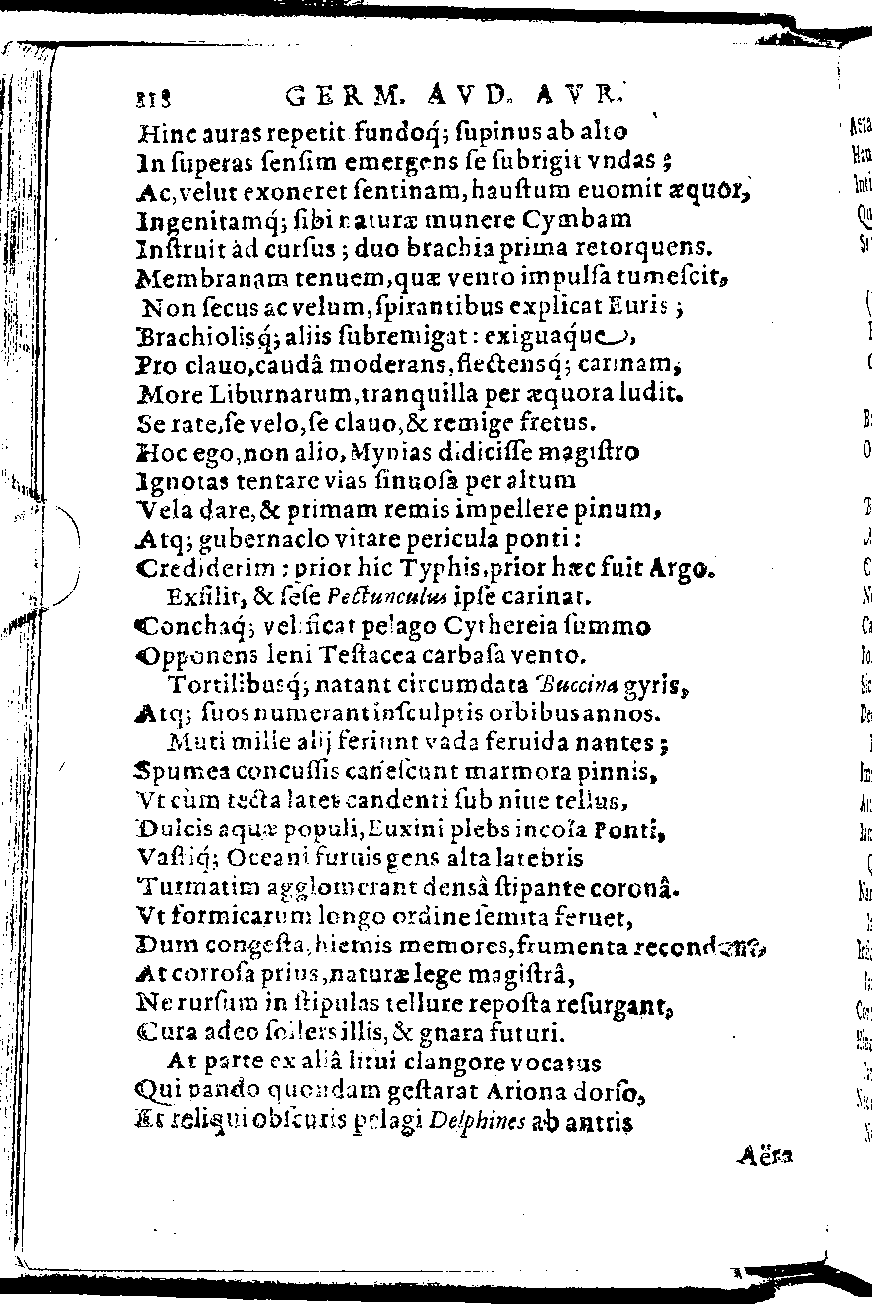 318 GERM. AVD. AVR.
Hinc auras repetit fundoq́; ſupinus ab alto
In ſuperas ſenſim emergens ſe ſubrigit vndas ;
Ac, velut exoneret ſentinam, hauſtum euomit æquor,
Ingenitamq́; ſibi naturæ munere Cymbam
Inſtruit àd curſus ; duo brachia prima retorquens.
Membranam tenuem, quæ vento impulſa tumeſcit,
Non ſecus ac velum, ſpirantibus explicat Euris ;
Brachioliſq́; aliis ſubremigat : exiguaq́ue,
Pro clauo, caudâ moderans, flectensq́; carinam,
More Liburnarum, tranquilla per æquora ludit.
Se rate, ſe velo, ſe clauo, & remige fretus.
Hoc ego, non alio, Mynias didiciſſe magiſtro
Ignotas tentare vias ſinuoſa per altum
Vela dare, & primam remis impellere pinum,
Atq; gubernaclo vitare pericula ponti :
Crediderim : prior hic Typhis, prior hæc fuit Argo.
Exſilit, & ſeſe Pectunculus ipſe carinat.
Conchaq́; velificat pelago Cythereia ſummo
Opponens leni Teſtacea carbaſa vento.
Tortilibusq́; natant circumdata Buccina gyris,
Atq; ſuos numerant inſculptis orbibus annos.
Muti mille alij feriunt vada feruida nantes ;
Spumea concuſſis caneſcunt marmora pinnis,
Vt cùm tecta latet candenti ſub niue tellus,
Dulcis aquæ populi, Euxini plebs incola Ponti,
Vaſtiq́; Oceani furuis gens alta latebris
Turmatim agglomerant densâ ſtipante coronâ.
Vt formicarum longo ordine ſemita feruet,
Dum congeſta, hiemis memores, frumenta recondunt,
At corroſa prius, naturæ lege magiſtrâ,
Ne rurſum in ſtipulas tellure repoſta reſurgant,
Cura adeo ſollers illis, & gnara futuri.
At parte ex aliâ litui clangore vocatus
Qui pando quondam geſtarat Ariona dorſo,
Et reliqui obſcuris pelagi Delphines ab antris
Aëra